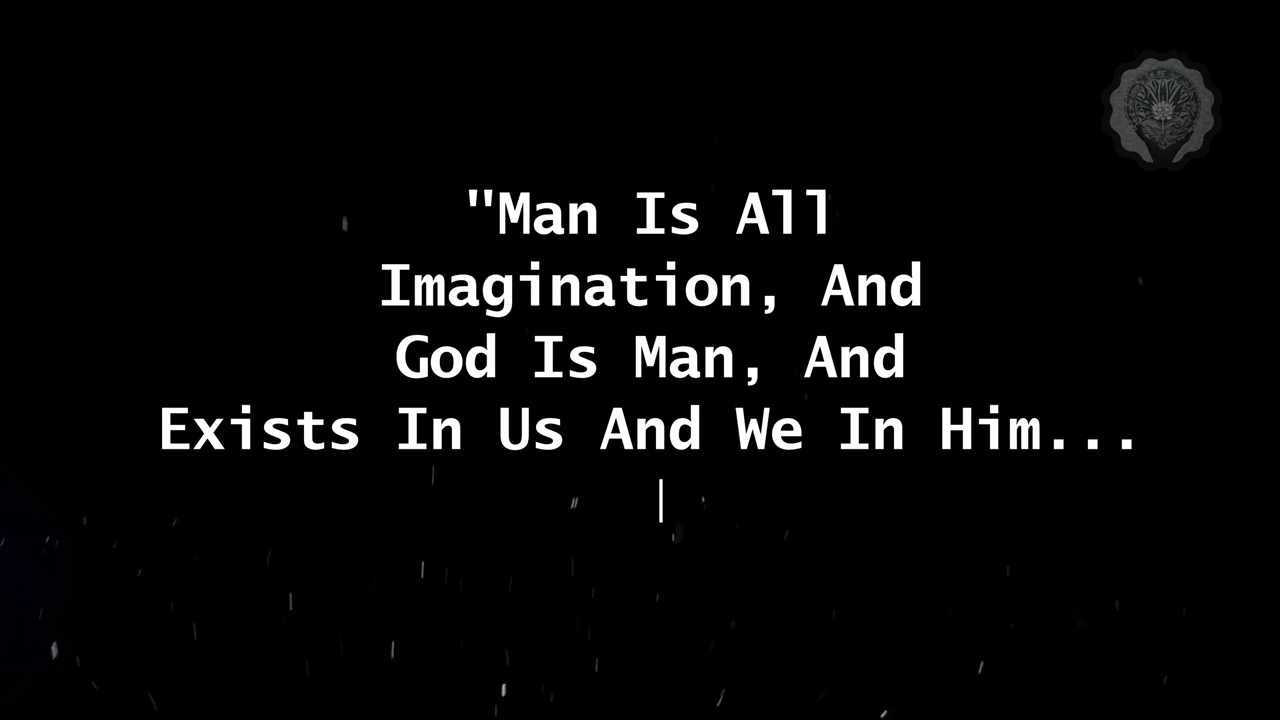 "Man Is All
Imagination, And
God Is Man, And
Exists In Us And We In Him...